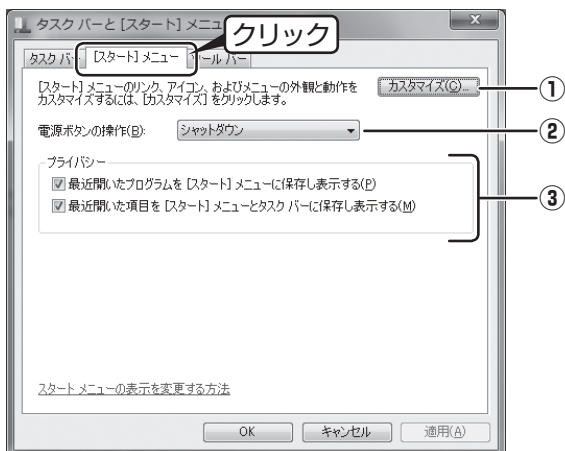 タスク バーと [スタート] メニュ
クリック
タスク バー
[スタート] メニュー
ツール バー
[スタート] メニューのリンク、アイコン、およびメニューの外観と動作を
カスタマイズするには、[カスタマイズ] をクリックします。
カスタマイズ(C)...
①
電源ボタンの操作(B):
シャットダウン
②
プライバシー
最近開いたプログラムを [スタート] メニューに保存し表示する(P)
最近開いた項目を [スタート] メニューとタスク バーに保存し表示する(M)
③
スタート メニューの表示を変更する方法
OK
キャンセル
適用(A)